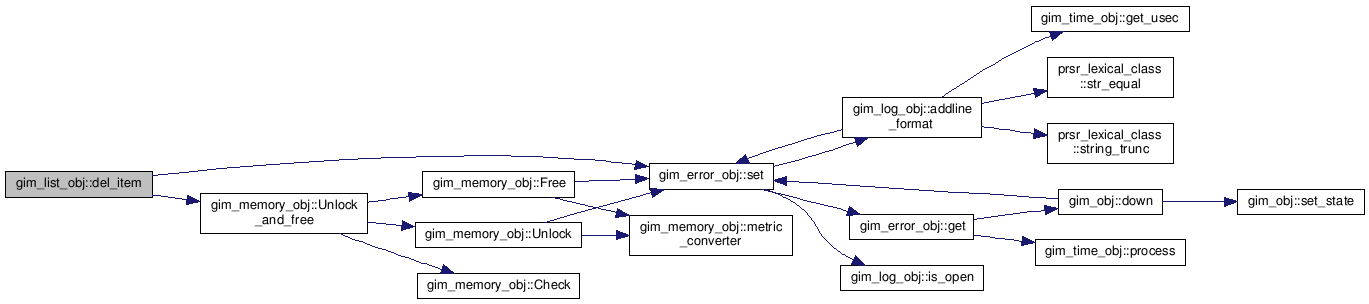 gim_list_obj::del_item
gim_memory_obj::Unlock
_and_free
gim_memory_obj::Free
gim_memory_obj::Unlock
gim_memory_obj::Check
gim_error_obj::set
gim_memory_obj::metric
_converter
gim_log_obj::addline
_format
gim_error_obj::get
gim_log_obj::is_open
gim_time_obj::get_usec
prsr_lexical_class
::str_equal
prsr_lexical_class
::string_trunc
gim_obj::down
gim_time_obj::process
gim_obj::set_state